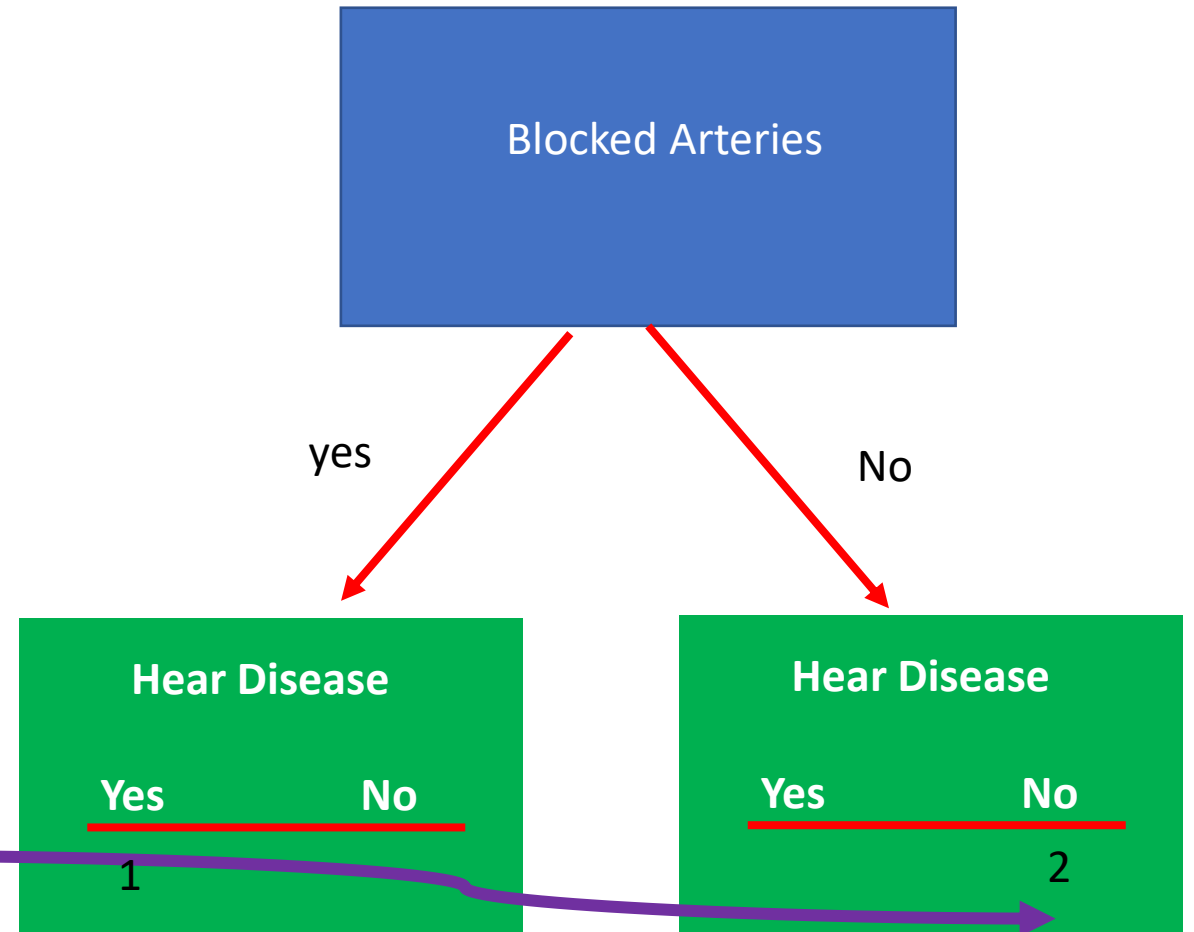 Blocked Arteries
yes
No
Hear Disease
Yes No
1
Hear Disease
Yes No
2